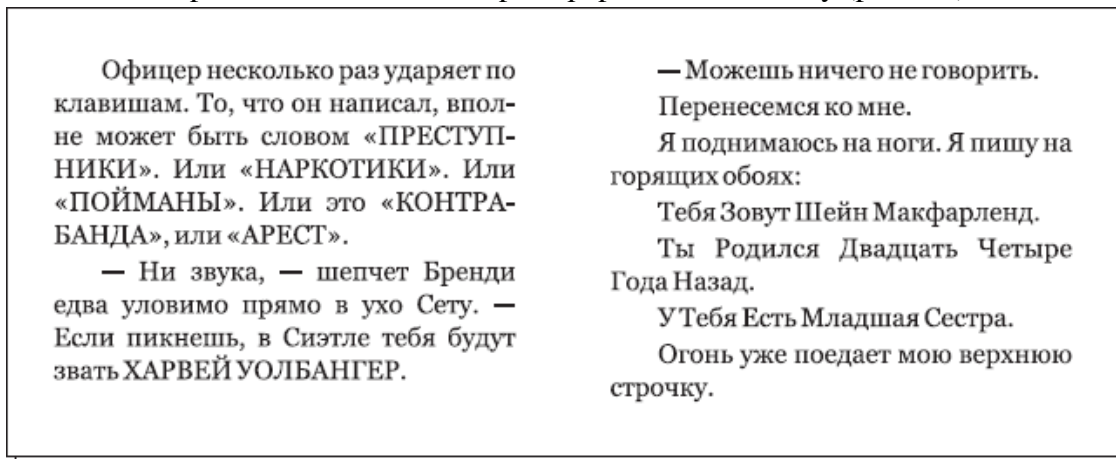 Офицер несколько раз ударяет по
клавишам. То, что он написал, впол-
не может быть словом «ПРЕСТУП-
НИКИ». Или «НАРКОТИКИ». Или
«ПОЙМАНЫ». Или это «КОНТРА-
БАНДА», или «АРЕСТ».
— Ни звука, — шепчет Бренди
едва уловимо прямо в ухо Сету. —
Если пикнешь, в Сиэтле тебя будут
звать ХАРВЕЙ УОЛБАНГЕР.
— Можешь ничего не говорить.
Перенесемся ко мне.
Я поднимаюсь на ноги. Я пишу на
горящих обоях:
Тебя Зовут Шейн Макфарленд.
Ты Родился Двадцать Четыре
Года Назад.
У Тебя Есть Младшая Сестра.
Огонь уже поедает мою верхнюю
строчку.